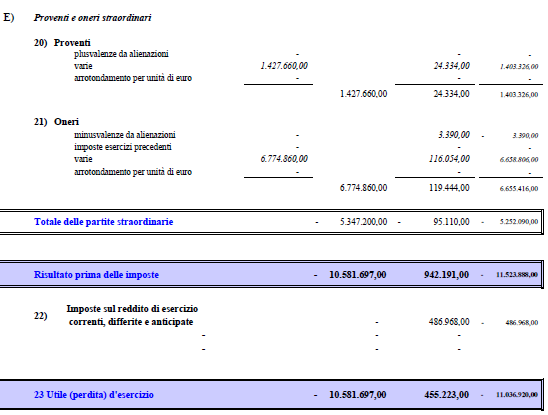 E) Proventi e oneri straordinari
20) Proventi
plusvalenze da alienazioni - - -
varie 1.427.660,00 24.334,00 1.403.326,00
arrotondamento per unità di euro - - -
1.427.660,00 24.334,00 1.403.326,00
21) Oneri
minusvalenze da alienazioni - 3.390,00 - 3.390,00
imposte esercizi precedenti - - -
varie 6.774.860,00 116.054,00 6.658.806,00
arrotondamento per unità di euro - - -
6.774.860,00 119.444,00 6.655.416,00
Totale delle partite straordinarie - 5.347.200,00 - 95.110,00 - 5.252.090,00
Risultato prima delle imposte - 10.581.697,00 942.191,00 - 11.523.888,00
22) Imposte sul reddito di esercizio
correnti, differite e anticipate - 486.968,00 - 486.968,00
- - -
- - -
23 Utile (perdita) d'esercizio - 10.581.697,00 455.223,00 - 11.036.920,00